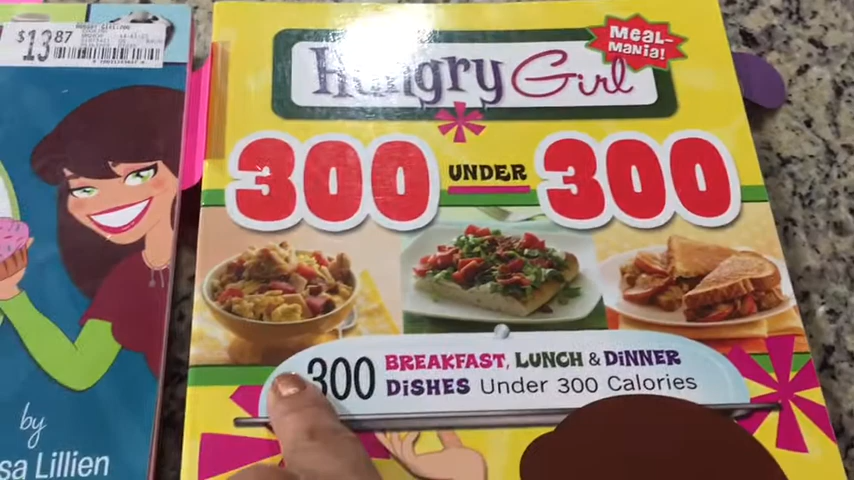 $13.87
Hungry Girl
MEAL-
MANIA!
300 UNDER 300
300 BREAKFAST, LUNCH & DINNER
DISHES Under 300 Calories
by
sa Lillien